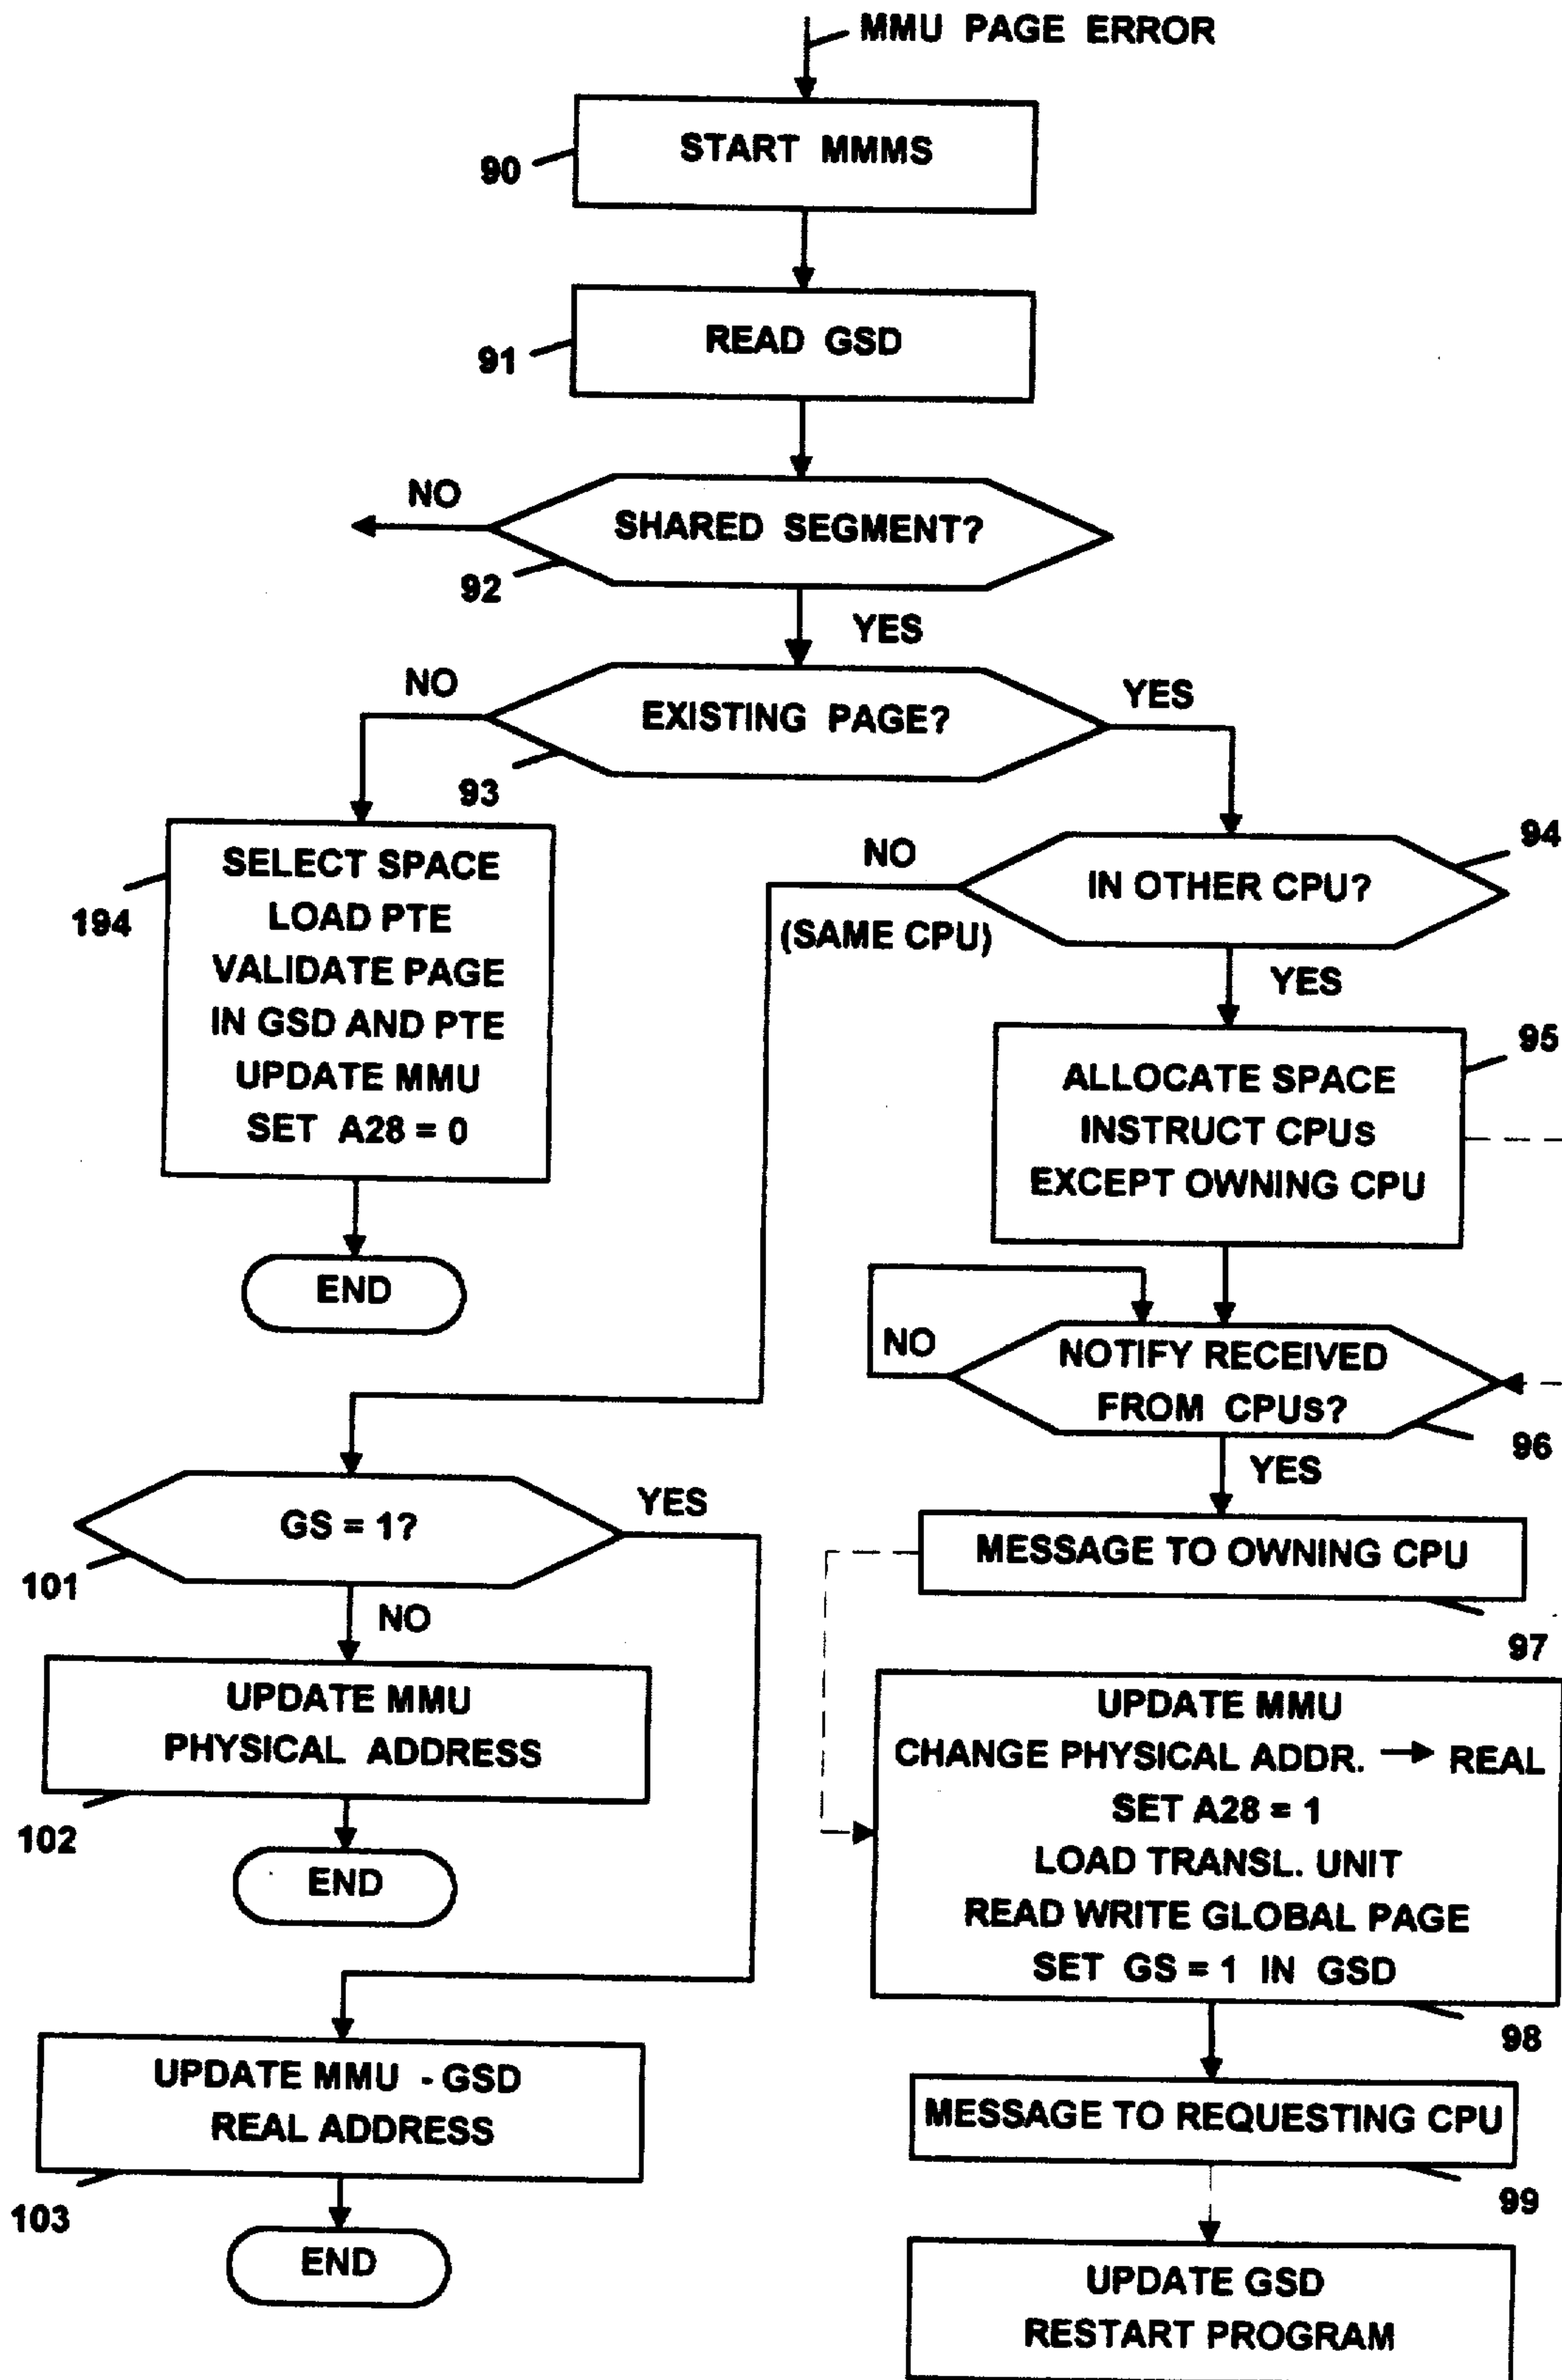 MMU PAGE ERROR
START MMMS
90
READ GSD
91
NO
SHARED SEGMENT?
92
YES
NO
EXISTING PAGE?
YES
93
SELECT SPACE
LOAD PTE
VALIDATE PAGE
IN GSD AND PTE
UPDATE MMU
SET A28 = 0
194
END
NO
(SAME CPU)
IN OTHER CPU?
94
YES
ALLOCATE SPACE
INSTRUCT CPUs
EXCEPT OWNING CPU
95
NO
NOTIFY RECEIVED
FROM CPUs?
96
YES
GS = 1?
YES
101
NO
MESSAGE TO OWNING CPU
97
UPDATE MMU
PHYSICAL ADDRESS
102
END
UPDATE MMU
CHANGE PHYSICAL ADDR. → REAL
SET A28 = 1
LOAD TRANSL. UNIT
READ WRITE GLOBAL PAGE
SET GS = 1 IN GSD
98
UPDATE MMU - GSD
REAL ADDRESS
103
END
MESSAGE TO REQUESTING CPU
99
UPDATE GSD
RESTART PROGRAM